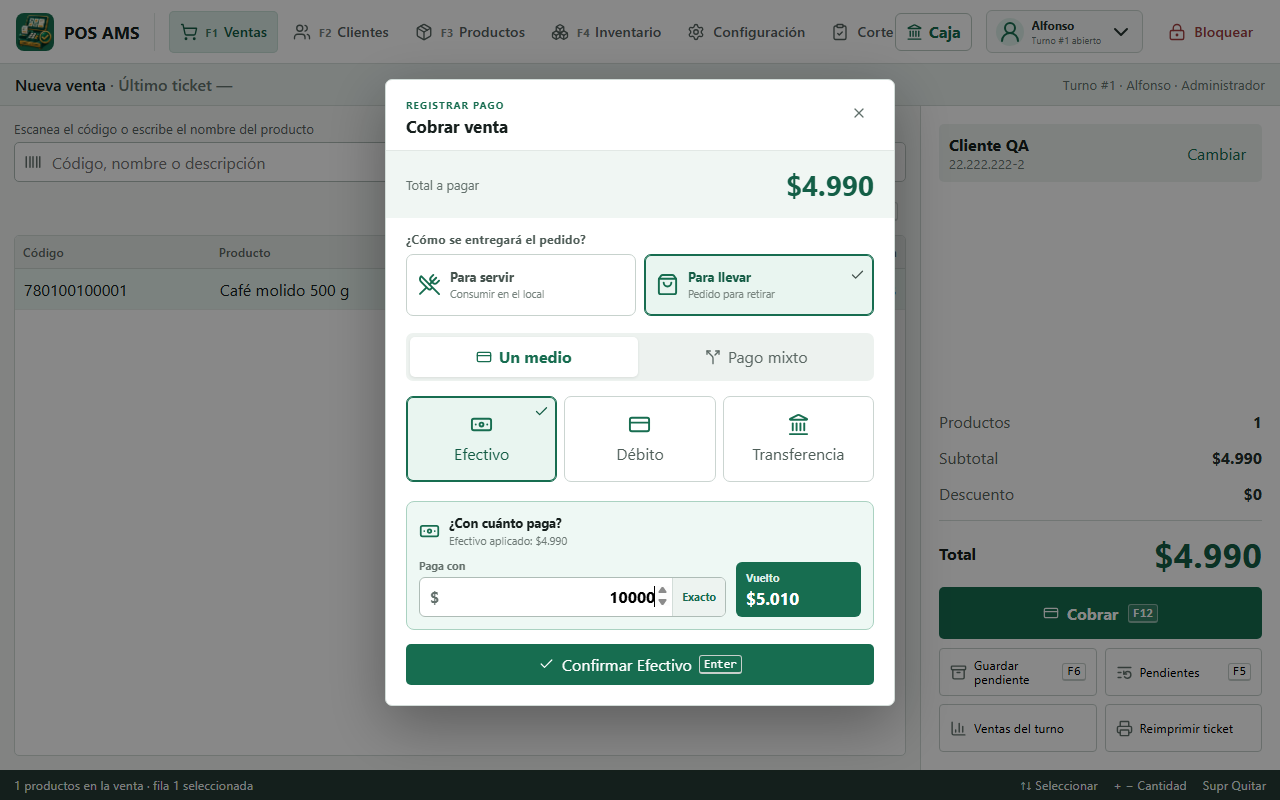 POS AMS
F1 Ventas
F2 Clientes
F3 Productos
F4 Inventario
Configuración
Corte
Caja
Alfonso
Turno #1 abierto
Bloquear
Nueva venta · Último ticket —
Turno #1 · Alfonso · Administrador
Escanea el código o escribe el nombre del producto
Código, nombre o descripción
Código
Producto
780100100001
Café molido 500 g
REGISTRAR PAGO
Cobrar venta
Total a pagar
$4.990
¿Cómo se entregará el pedido?
Para servir
Consumir en el local
Para llevar
Pedido para retirar
Un medio
Pago mixto
Efectivo
Débito
Transferencia
¿Con cuánto paga?
Efectivo aplicado: $4.990
Paga con
$ 10000
Exacto
Vuelto
$5.010
Confirmar Efectivo Enter
Cliente QA
22.222.222-2
Cambiar
Productos 1
Subtotal $4.990
Descuento $0
Total $4.990
Cobrar F12
Guardar pendiente F6
Pendientes F5
Ventas del turno
Reimprimir ticket
1 productos en la venta · fila 1 seleccionada
↑↓ Seleccionar
+ − Cantidad
Supr Quitar